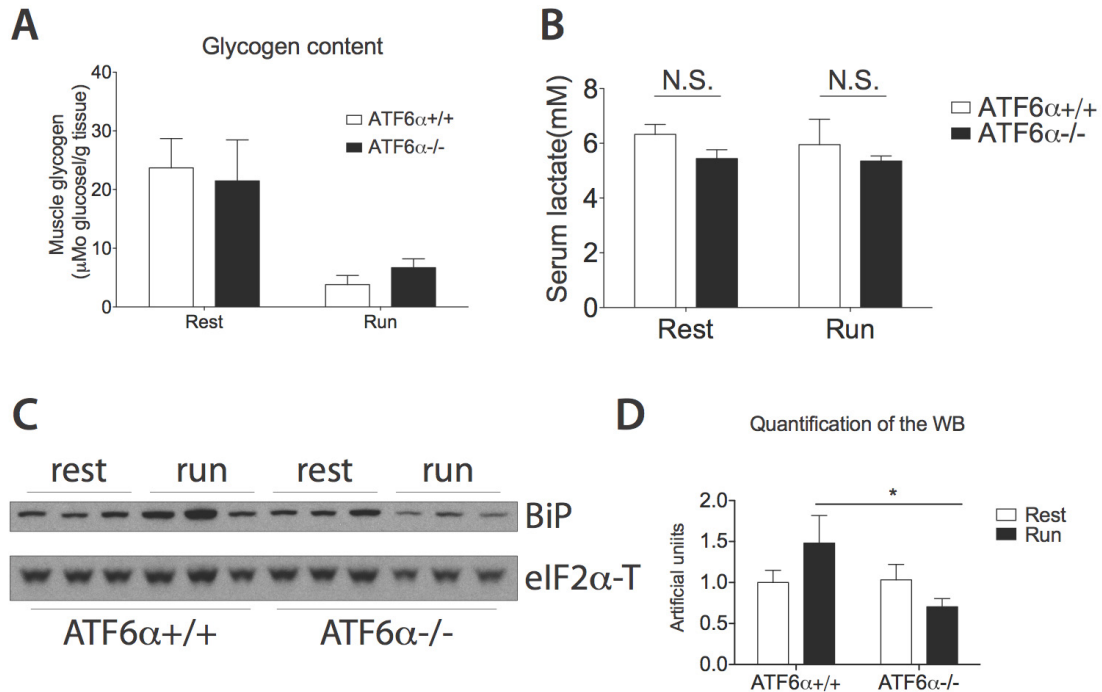 A
Glycogen content
Muscle glycogen
(μMo glucosel/g tissue)
40
30
20
10
0
Rest
Run
ATF6α+/+
ATF6α-/-
B
Serum lactate(mM)
8
6
4
2
0
N.S.
N.S.
Rest
Run
ATF6α+/+
ATF6α-/-
C
rest run rest run
BiP
eIF2α-T
ATF6α+/+ ATF6α-/-
D
Quantification of the WB
Artificial uniits
2.0
1.5
1.0
0.5
0.0
*
ATF6α+/+
ATF6α-/-
Rest
Run